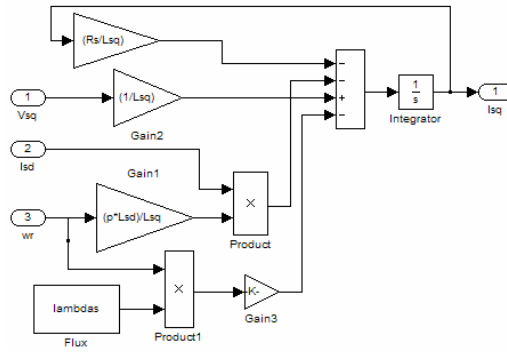 (Rs/Lsq)
1
Vsq
(1/Lsq)
Gain2
−
−
+
−
1
s
Integrator
1
Isq
2
Isd
Gain1
×
Product
3
wr
(p*Lsd)/Lsq
×
Product1
-K-
Gain3
lambdas
Flux